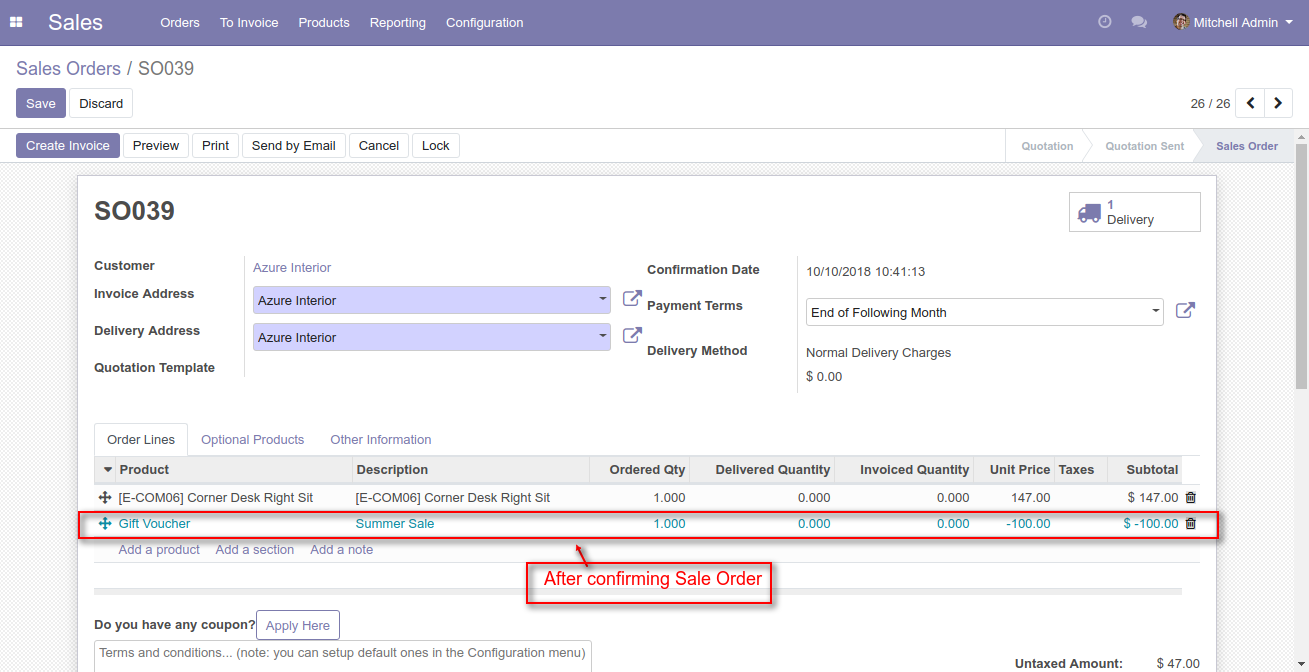 Sales Orders To Invoice Products Reporting Configuration Mitchell Admin
Sales Orders / SO039
Save Discard 26 / 26
Create Invoice Preview Print Send by Email Cancel Lock Quotation Quotation Sent Sales Order
SO039
1
Delivery
Customer Azure Interior
Invoice Address Azure Interior
Delivery Address Azure Interior
Quotation Template
Confirmation Date 10/10/2018 10:41:13
Payment Terms End of Following Month
Delivery Method Normal Delivery Charges
$ 0.00
Order Lines Optional Products Other Information
Product Description Ordered Qty Delivered Quantity Invoiced Quantity Unit Price Taxes Subtotal
[E-COM06] Corner Desk Right Sit [E-COM06] Corner Desk Right Sit 1.000 0.000 0.000 147.00 $ 147.00
Gift Voucher Summer Sale 1.000 0.000 0.000 -100.00 $ -100.00
Add a product Add a section Add a note
After confirming Sale Order
Do you have any coupon? Apply Here
Terms and conditions... (note: you can setup default ones in the Configuration menu)
Untaxed Amount: $ 47.00